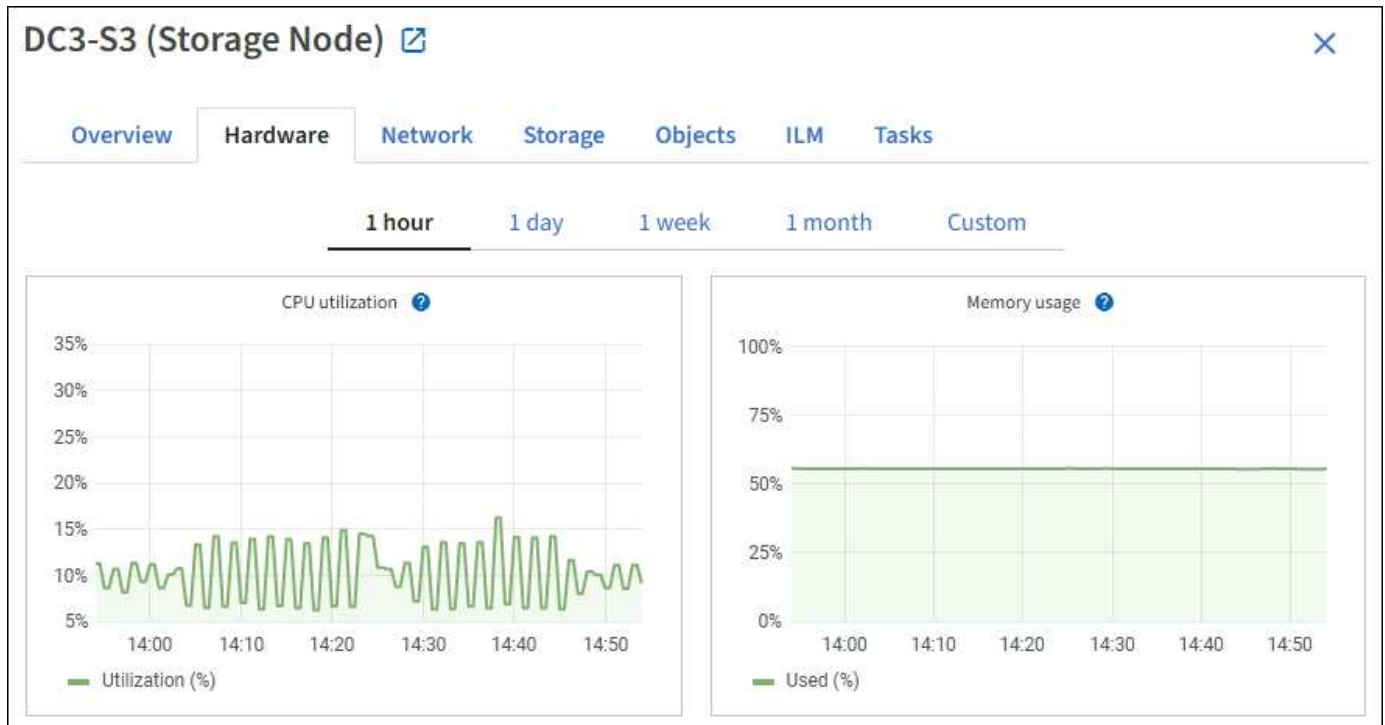 DC3-S3 (Storage Node)
Overview Hardware Network Storage Objects ILM Tasks
1 hour 1 day 1 week 1 month Custom
CPU utilization ?
35%
30%
25%
20%
15%
10%
5%
14:00 14:10 14:20 14:30 14:40 14:50
Utilization (%)
Memory usage ?
100%
75%
50%
25%
0%
14:00 14:10 14:20 14:30 14:40 14:50
Used (%)